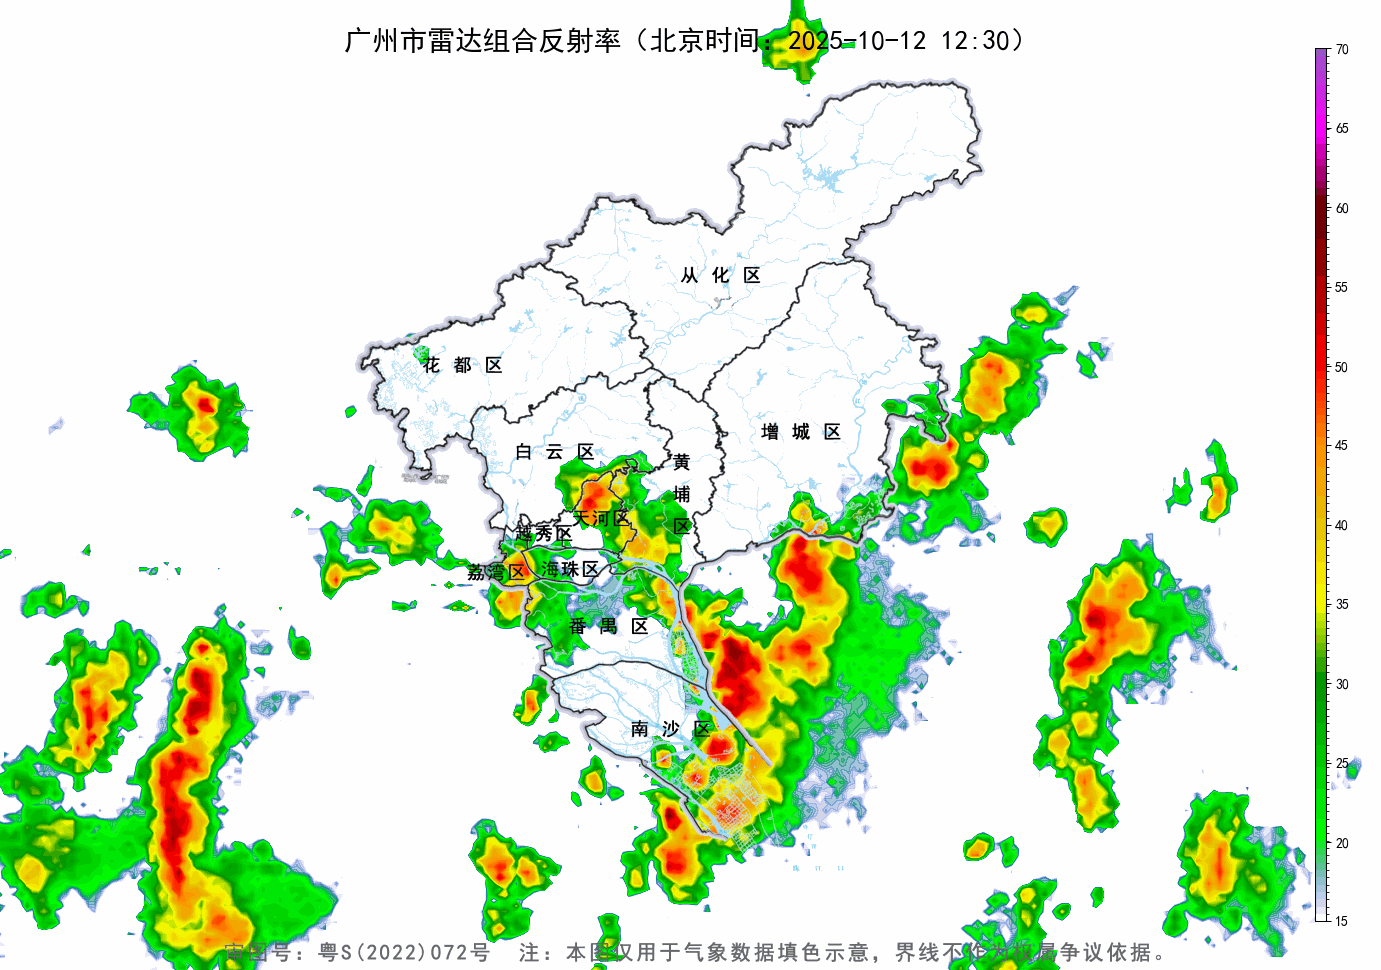 广州市雷达组合反射率（北京时间：2025-10-12 12:30）
70
65
60
55
50
45
40
35
30
25
20
15
从化区
花都区
增城区
白云区
黄埔区
天河区
越秀区
荔湾区
海珠区
番禺区
南沙区
审图号：粤S(2022)072号 注：本图仅用于气象数据填色示意，界线不作为权属争议依据。